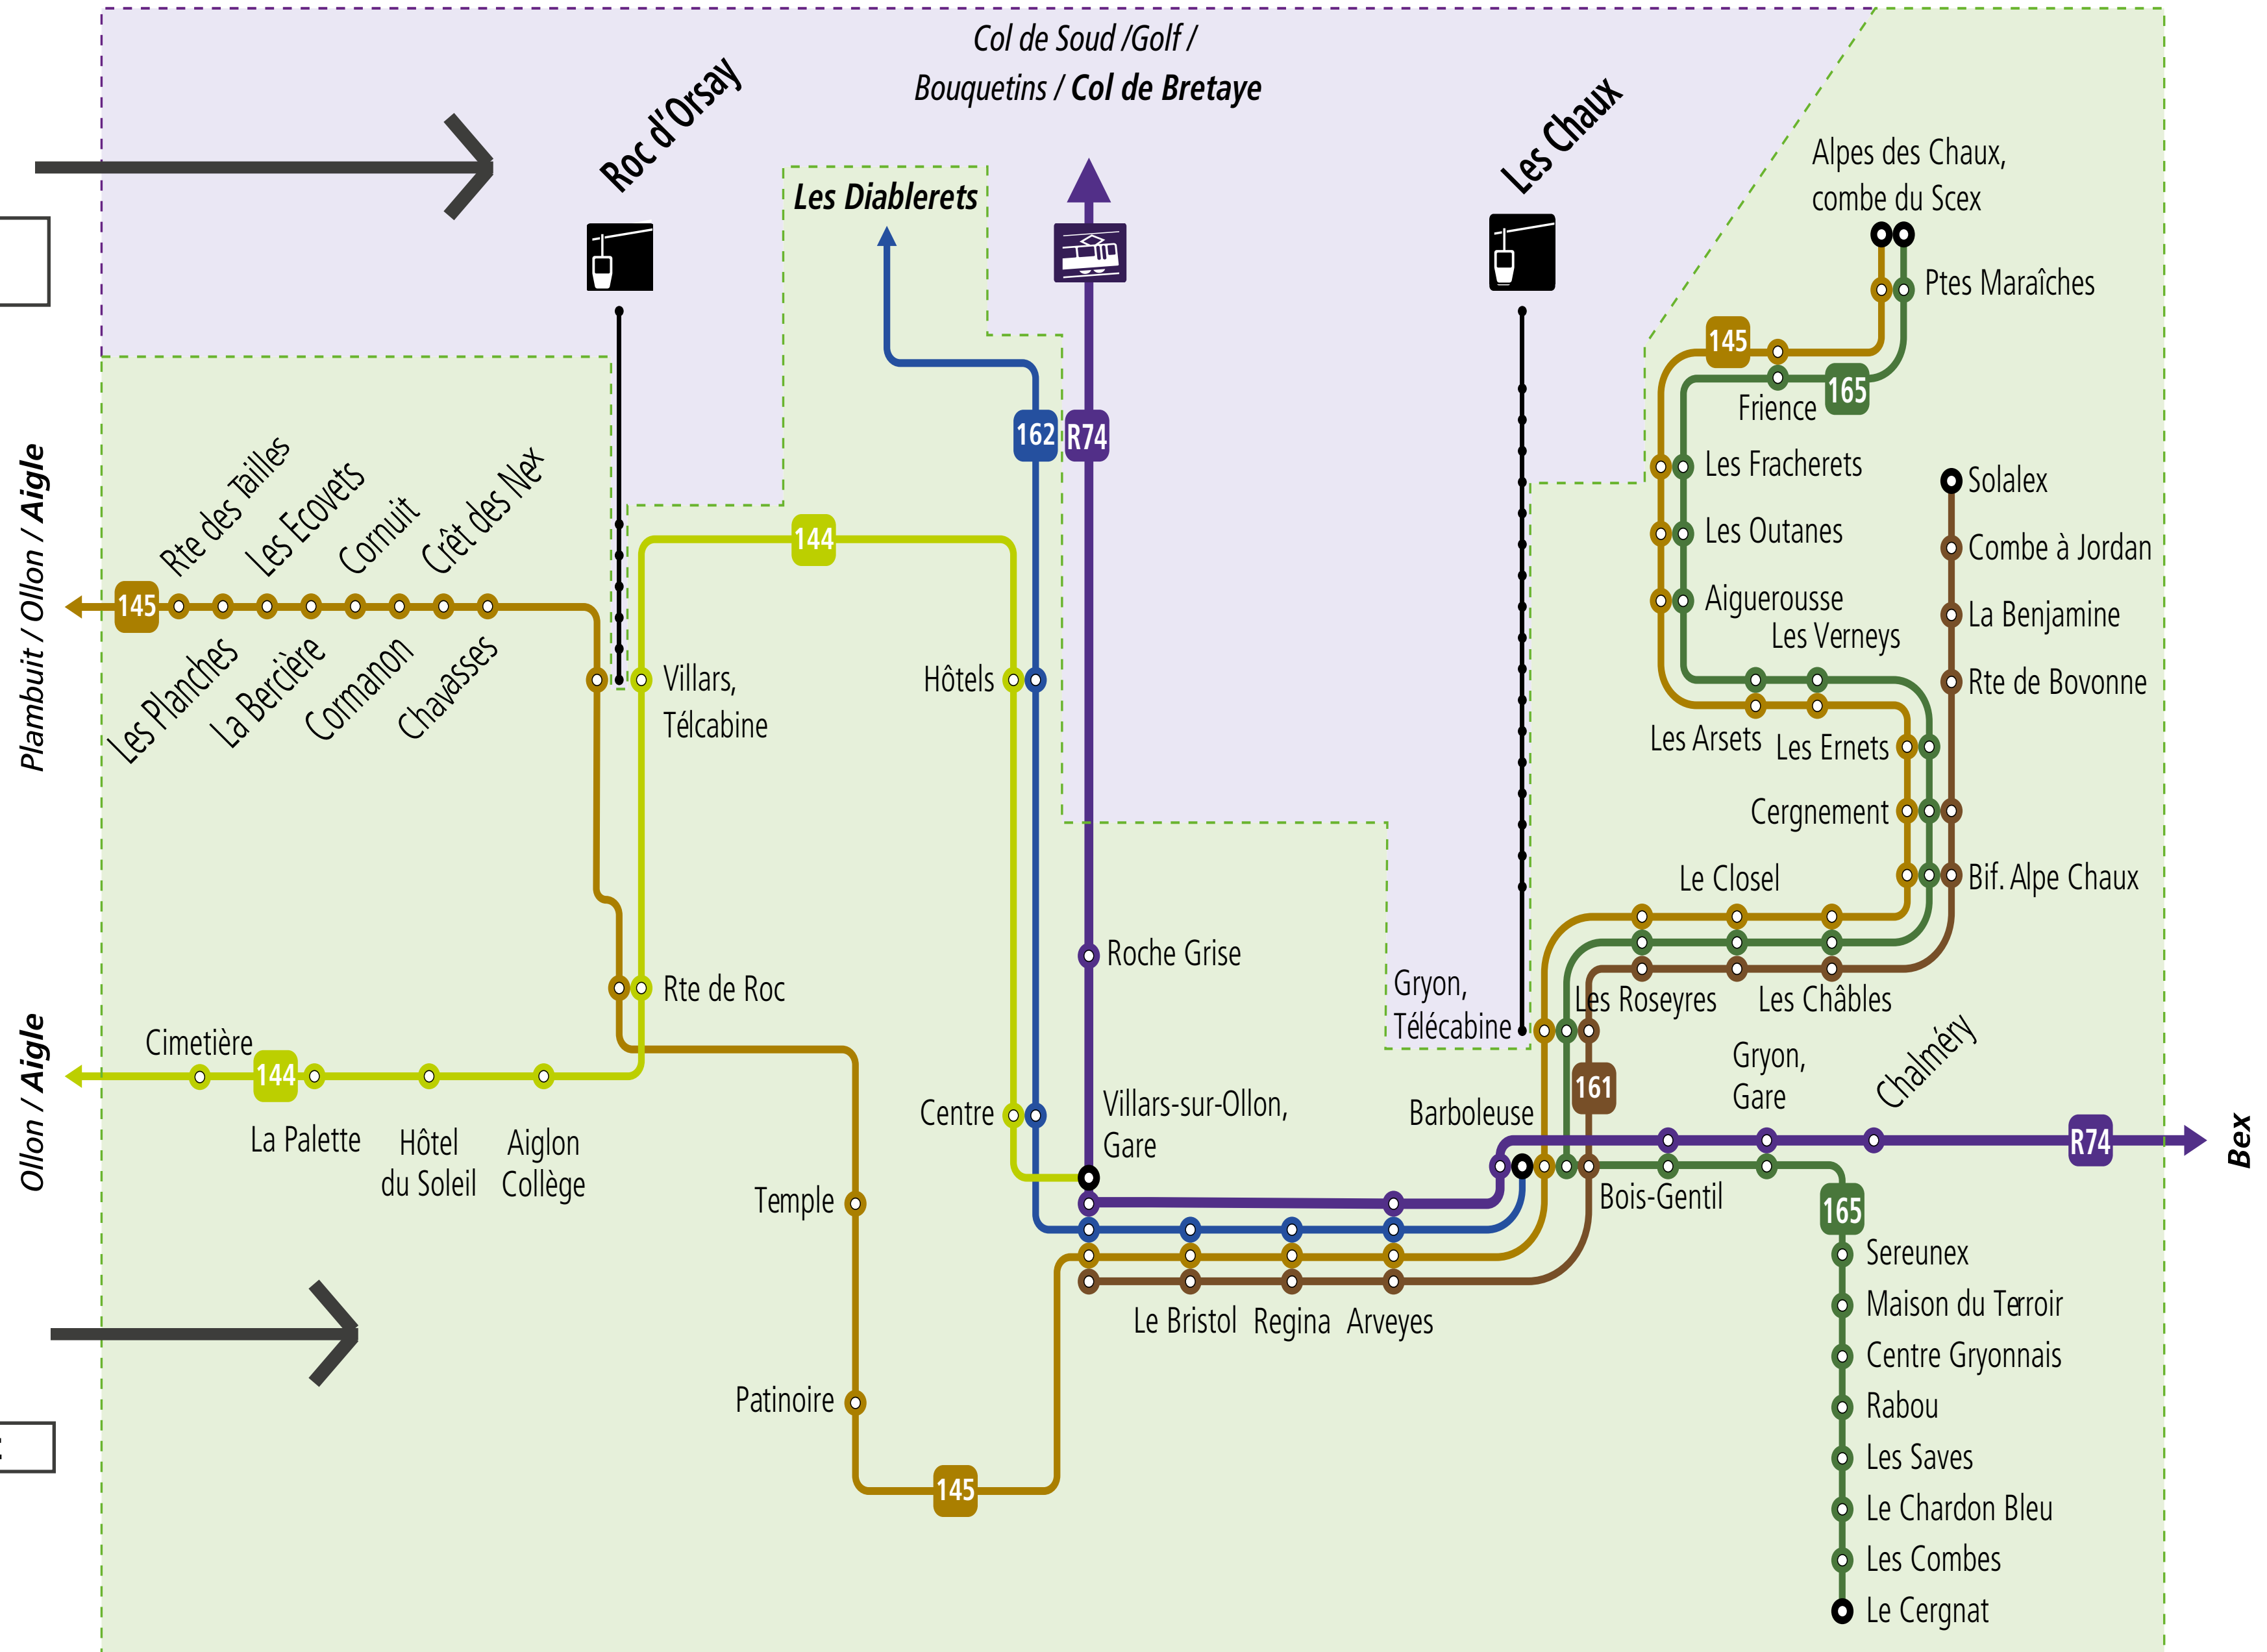 Col de Soud /Golf /
Bouquetins / Col de Bretaye
Roc d'Orsay
Les Chaux
Les Diablerets
Alpes des Chaux,
combe du Scex
Ptes Maraîches
145
165
Frience
162
R74
Les Fracherets
Solalex
Les Outanes
Combe à Jordan
Aiguerousse
La Benjamine
Les Verneys
Rte de Bovonne
Les Arsets
Les Ernets
Cergnement
Bif. Alpe Chaux
Le Closel
Les Roseyres
Les Châbles
144
Plambuit / Ollon / Aigle
145
Rte des Tailles
Les Ecovets
Cornuit
Crêt des Nex
Les Planches
La Bercière
Cormanon
Chavasses
Villars,
Télcabine
Hôtels
Roche Grise
Gryon,
Télécabine
Rte de Roc
Ollon / Aigle
Cimetière
144
La Palette
Hôtel
du Soleil
Aiglon
Collège
Centre
Villars-sur-Ollon,
Gare
Barboleuse
161
Gryon,
Gare
Chalméry
R74
Bex
Bois-Gentil
165
Temple
Patinoire
145
Le Bristol
Regina
Arveyes
Sereunex
Maison du Terroir
Centre Gryonnais
Rabou
Les Saves
Le Chardon Bleu
Les Combes
Le Cergnat